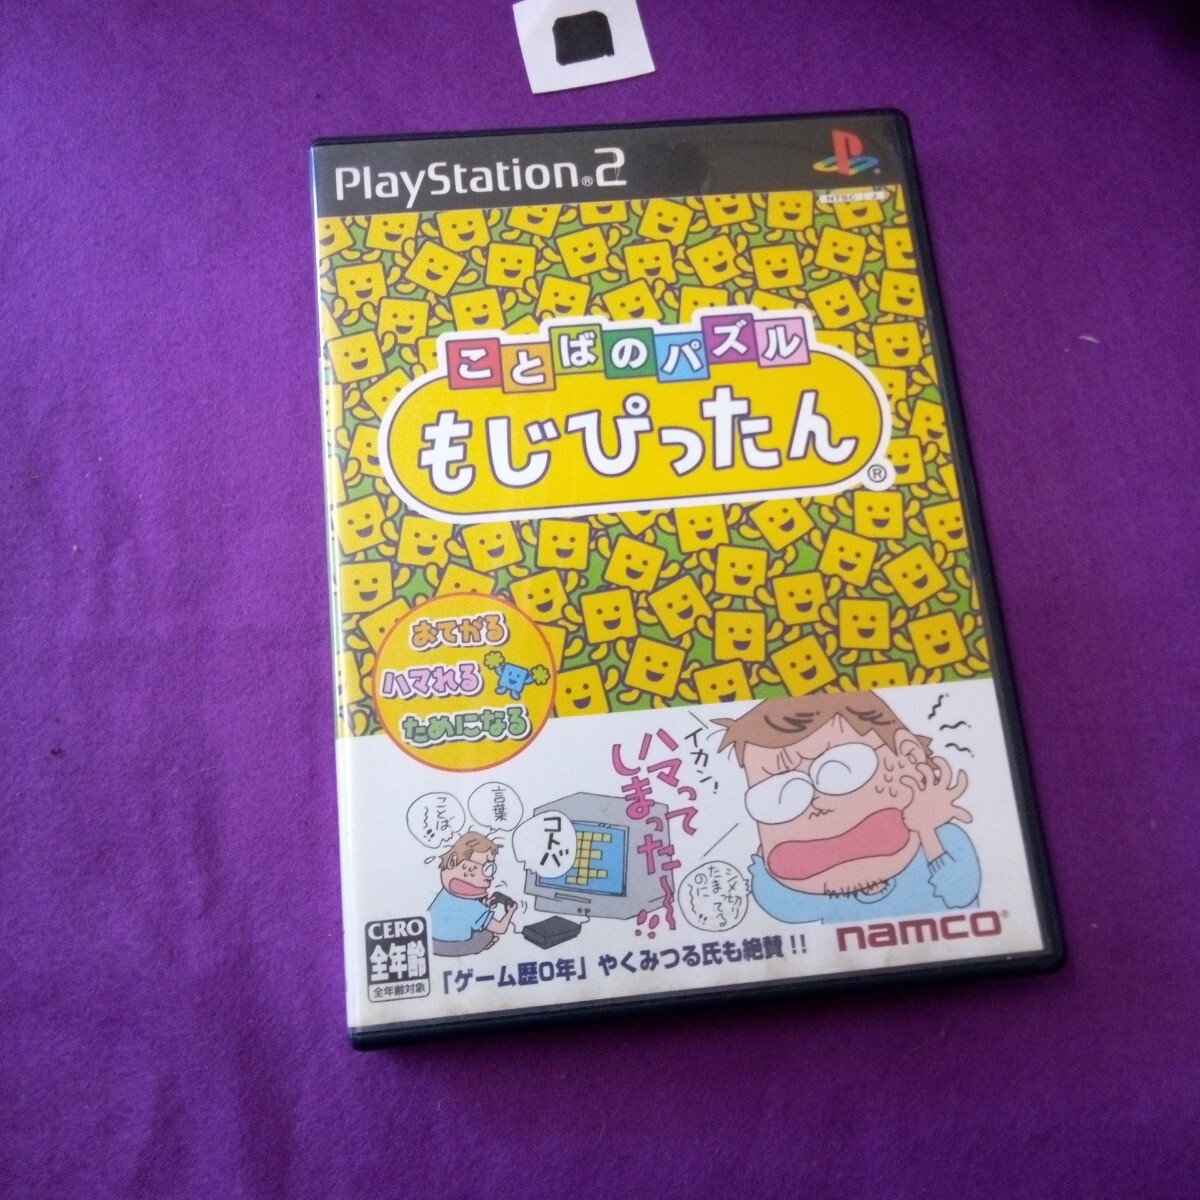 PlayStation®2
NTSC J
ことばのパズル
もじぴったん®
おてがる
ハマれる
ためになる
イカン!
ハマって
しまった〜!!
シメ切り
たまってる
のに〜!!
ことば〜!!
言葉
コトバ
CERO
全年齢
全年齢対象
「ゲーム歴0年」やくみつる氏も絶賛!!
namco®